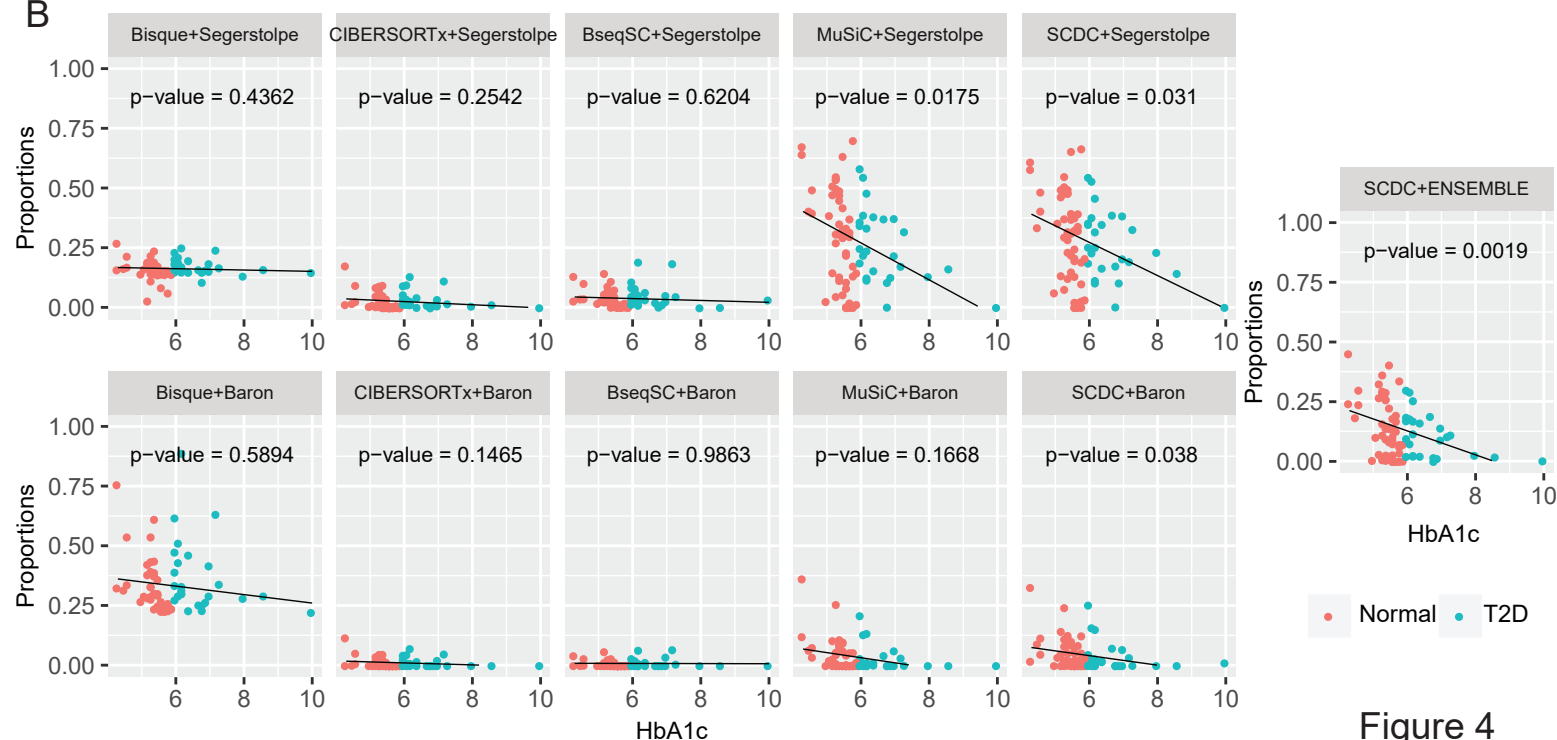 B
Bisque+Segerstolpe CIBERSORTx+Segerstolpe BseqSC+Segerstolpe MuSiC+Segerstolpe SCDC+Segerstolpe
1.00
p−value = 0.4362 p−value = 0.2542 p−value = 0.6204 p−value = 0.0175 p−value = 0.031
0.75
0.50
0.25
0.00
Proportions
6 8 10 6 8 10 6 8 10 6 8 10 6 8 10
Bisque+Baron CIBERSORTx+Baron BseqSC+Baron MuSiC+Baron SCDC+Baron
1.00
p−value = 0.5894 p−value = 0.1465 p−value = 0.9863 p−value = 0.1668 p−value = 0.038
0.75
0.50
0.25
0.00
Proportions
6 8 10 6 8 10 6 8 10 6 8 10 6 8 10
HbA1c
SCDC+ENSEMBLE
1.00
p−value = 0.0019
0.75
0.50
0.25
0.00
Proportions
6 8 10
HbA1c
Normal T2D
Figure 4